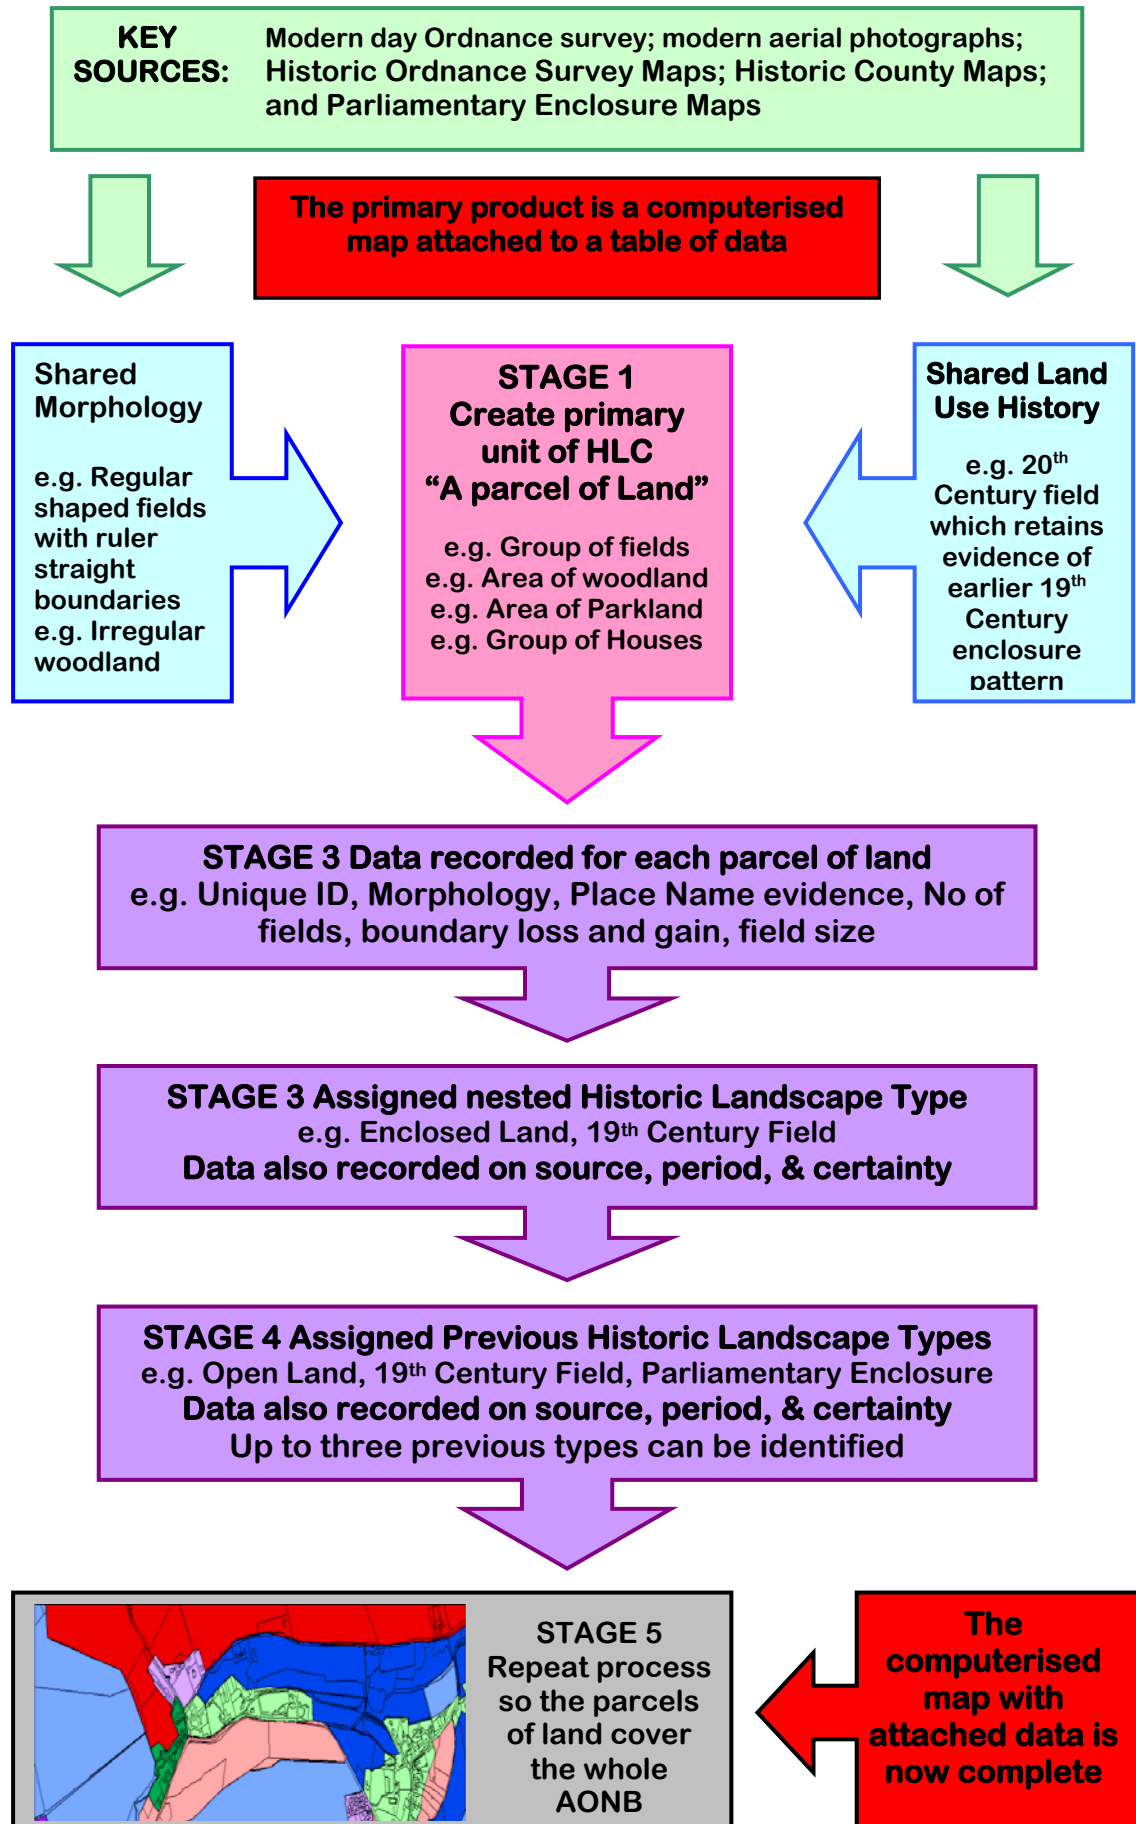 KEY SOURCES:
Modern day Ordnance survey; modern aerial photographs;
Historic Ordnance Survey Maps; Historic County Maps;
and Parliamentary Enclosure Maps
The primary product is a computerised
map attached to a table of data
Shared
Morphology
e.g. Regular
shaped fields
with ruler
straight
boundaries
e.g. Irregular
woodland
STAGE 1
Create primary
unit of HLC
“A parcel of Land”
e.g. Group of fields
e.g. Area of woodland
e.g. Area of Parkland
e.g. Group of Houses
Shared Land
Use History
e.g. 20th
Century field
which retains
evidence of
earlier 19th
Century
enclosure
pattern
STAGE 3 Data recorded for each parcel of land
e.g. Unique ID, Morphology, Place Name evidence, No of
fields, boundary loss and gain, field size
STAGE 3 Assigned nested Historic Landscape Type
e.g. Enclosed Land, 19th Century Field
Data also recorded on source, period, & certainty
STAGE 4 Assigned Previous Historic Landscape Types
e.g. Open Land, 19th Century Field, Parliamentary Enclosure
Data also recorded on source, period, & certainty
Up to three previous types can be identified
STAGE 5
Repeat process
so the parcels
of land cover
the whole
AONB
The
computerised
map with
attached data is
now complete